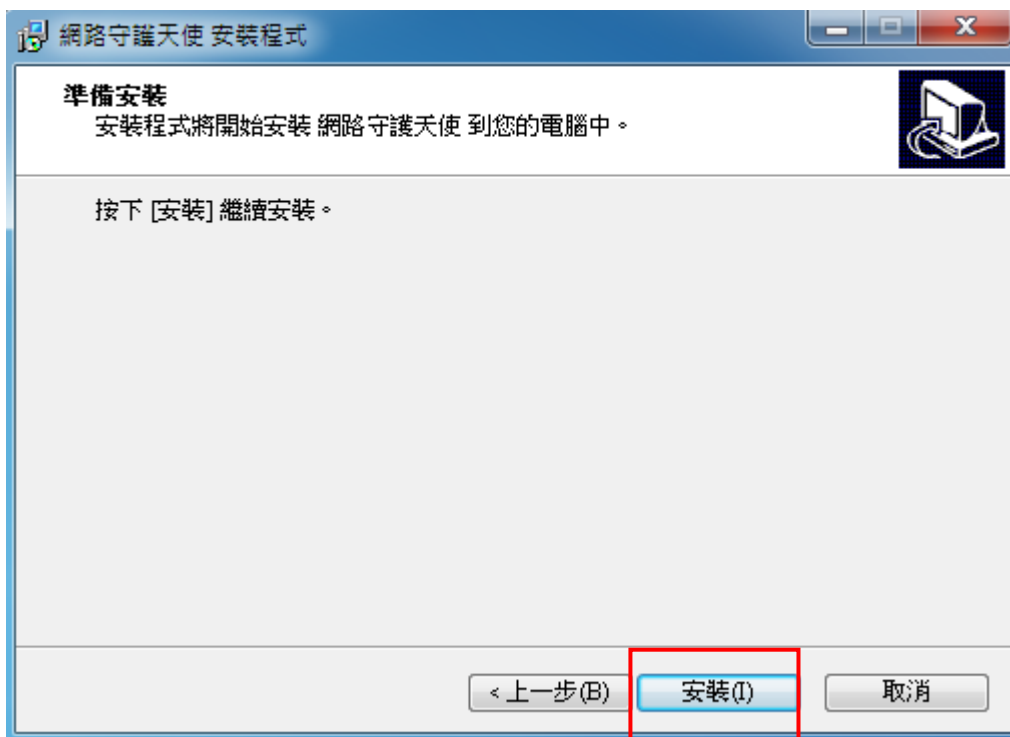 網路守護天使 安裝程式
準備安裝
安裝程式將開始安裝 網路守護天使 到您的電腦中。
按下 [安裝] 繼續安裝。
< 上一步(B)
安裝(I)
取消